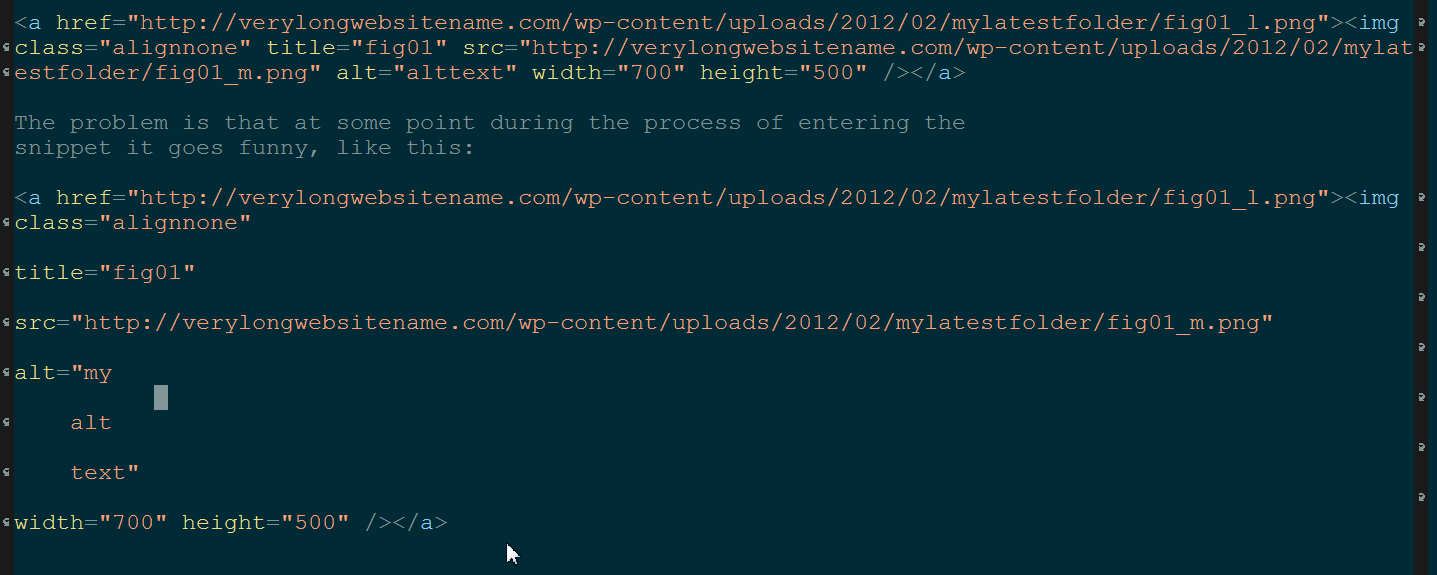 <a href="http://verylongwebsitename.com/wp-content/uploads/2012/02/mylatestfolder/fig01_l.png"><img
class="alignnone" title="fig01" src="http://verylongwebsitename.com/wp-content/uploads/2012/02/mylat
estfolder/fig01_m.png" alt="alttext" width="700" height="500" /></a>
The problem is that at some point during the process of entering the
snippet it goes funny, like this:
<a href="http://verylongwebsitename.com/wp-content/uploads/2012/02/mylatestfolder/fig01_l.png"><img
class="alignnone"
title="fig01"
src="http://verylongwebsitename.com/wp-content/uploads/2012/02/mylatestfolder/fig01_m.png"
alt="my
alt
text"
width="700" height="500" /></a>